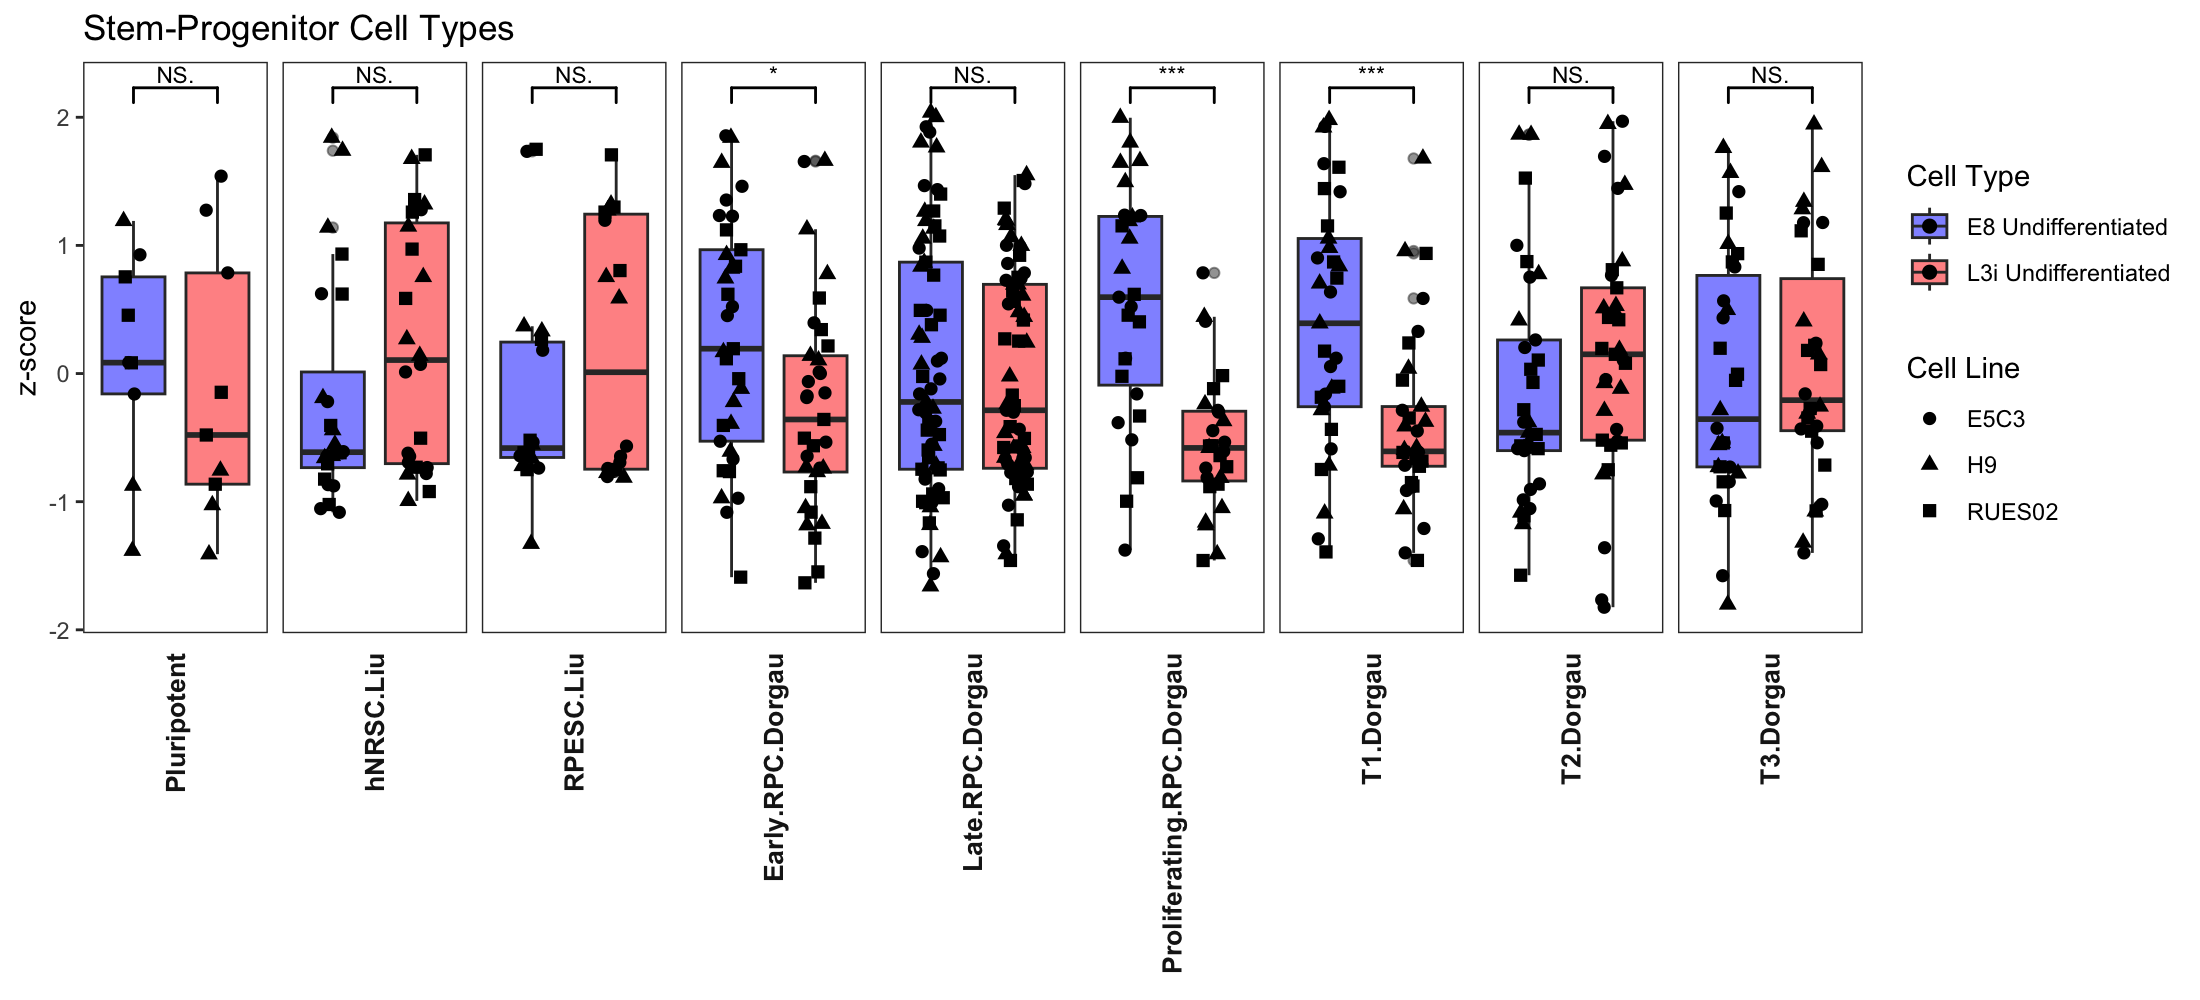 Stem-Progenitor Cell Types
NS.
NS.
NS.
*
NS.
***
***
NS.
NS.
z-score
2
1
0
-1
-2
Pluripotent
hNRSC.Liu
RPESC.Liu
Early.RPC.Dorgau
Late.RPC.Dorgau
Proliferating.RPC.Dorgau
T1.Dorgau
T2.Dorgau
T3.Dorgau
Cell Type
E8 Undifferentiated
L3i Undifferentiated
Cell Line
E5C3
H9
RUES02